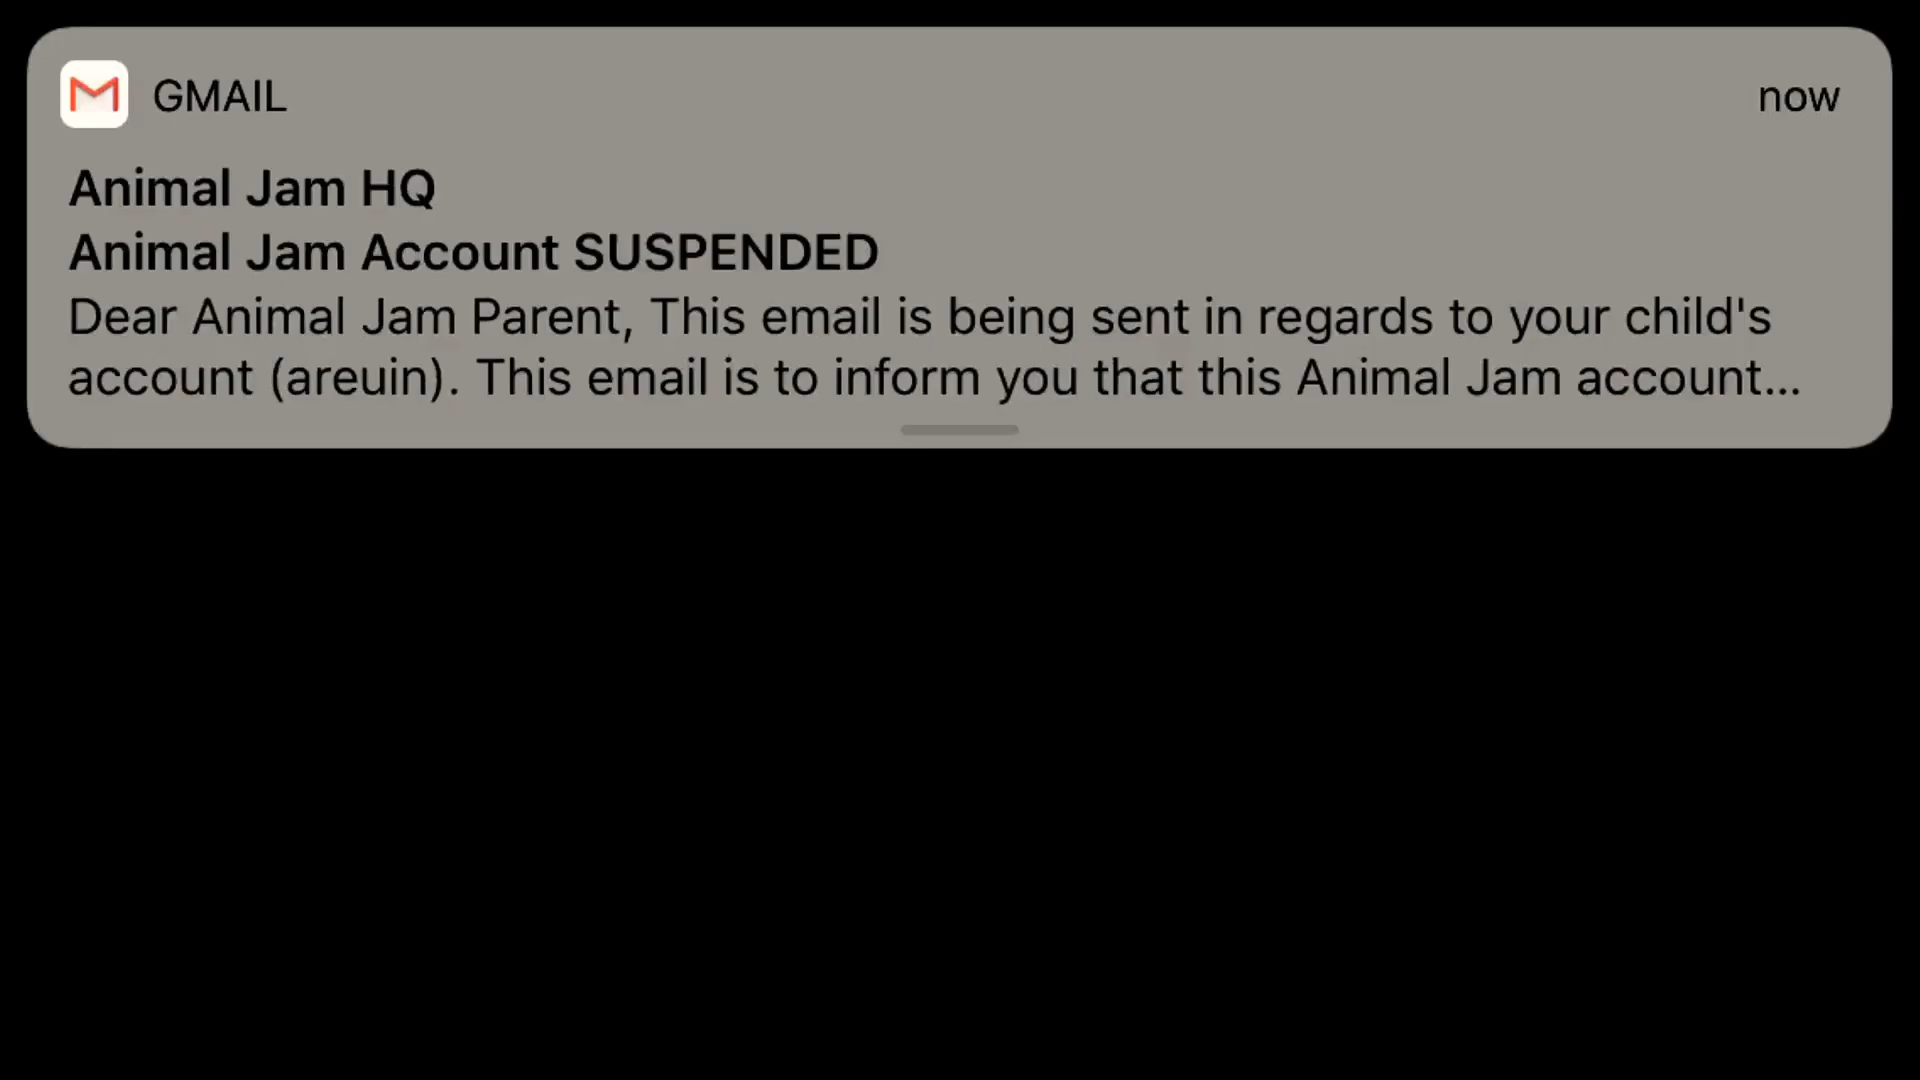 GMAIL
now
Animal Jam HQ
Animal Jam Account SUSPENDED
Dear Animal Jam Parent, This email is being sent in regards to your child's
account (areuin). This email is to inform you that this Animal Jam account...